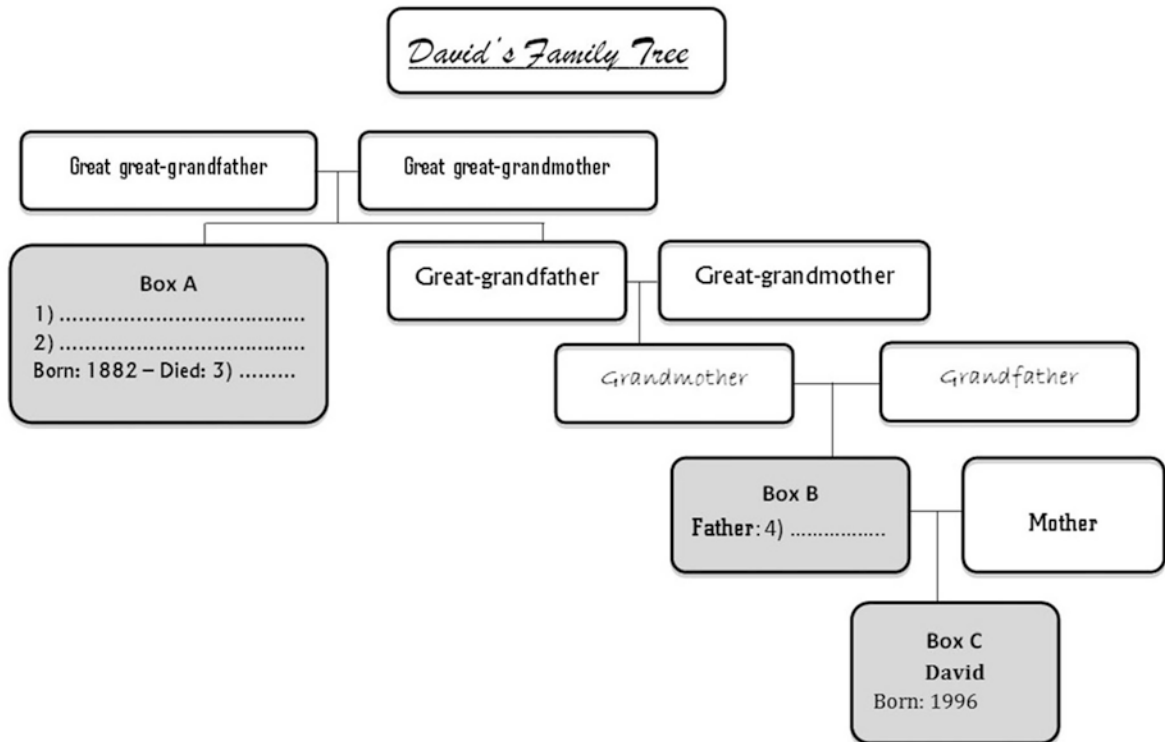 David's Family Tree
Great great-grandfather
Great great-grandmother
Box A
1) ......................................
2) ......................................
Born: 1882 – Died: 3) .........
Great-grandfather
Great-grandmother
Grandmother
Grandfather
Box B
Father: 4) .................
Mother
Box C
David
Born: 1996